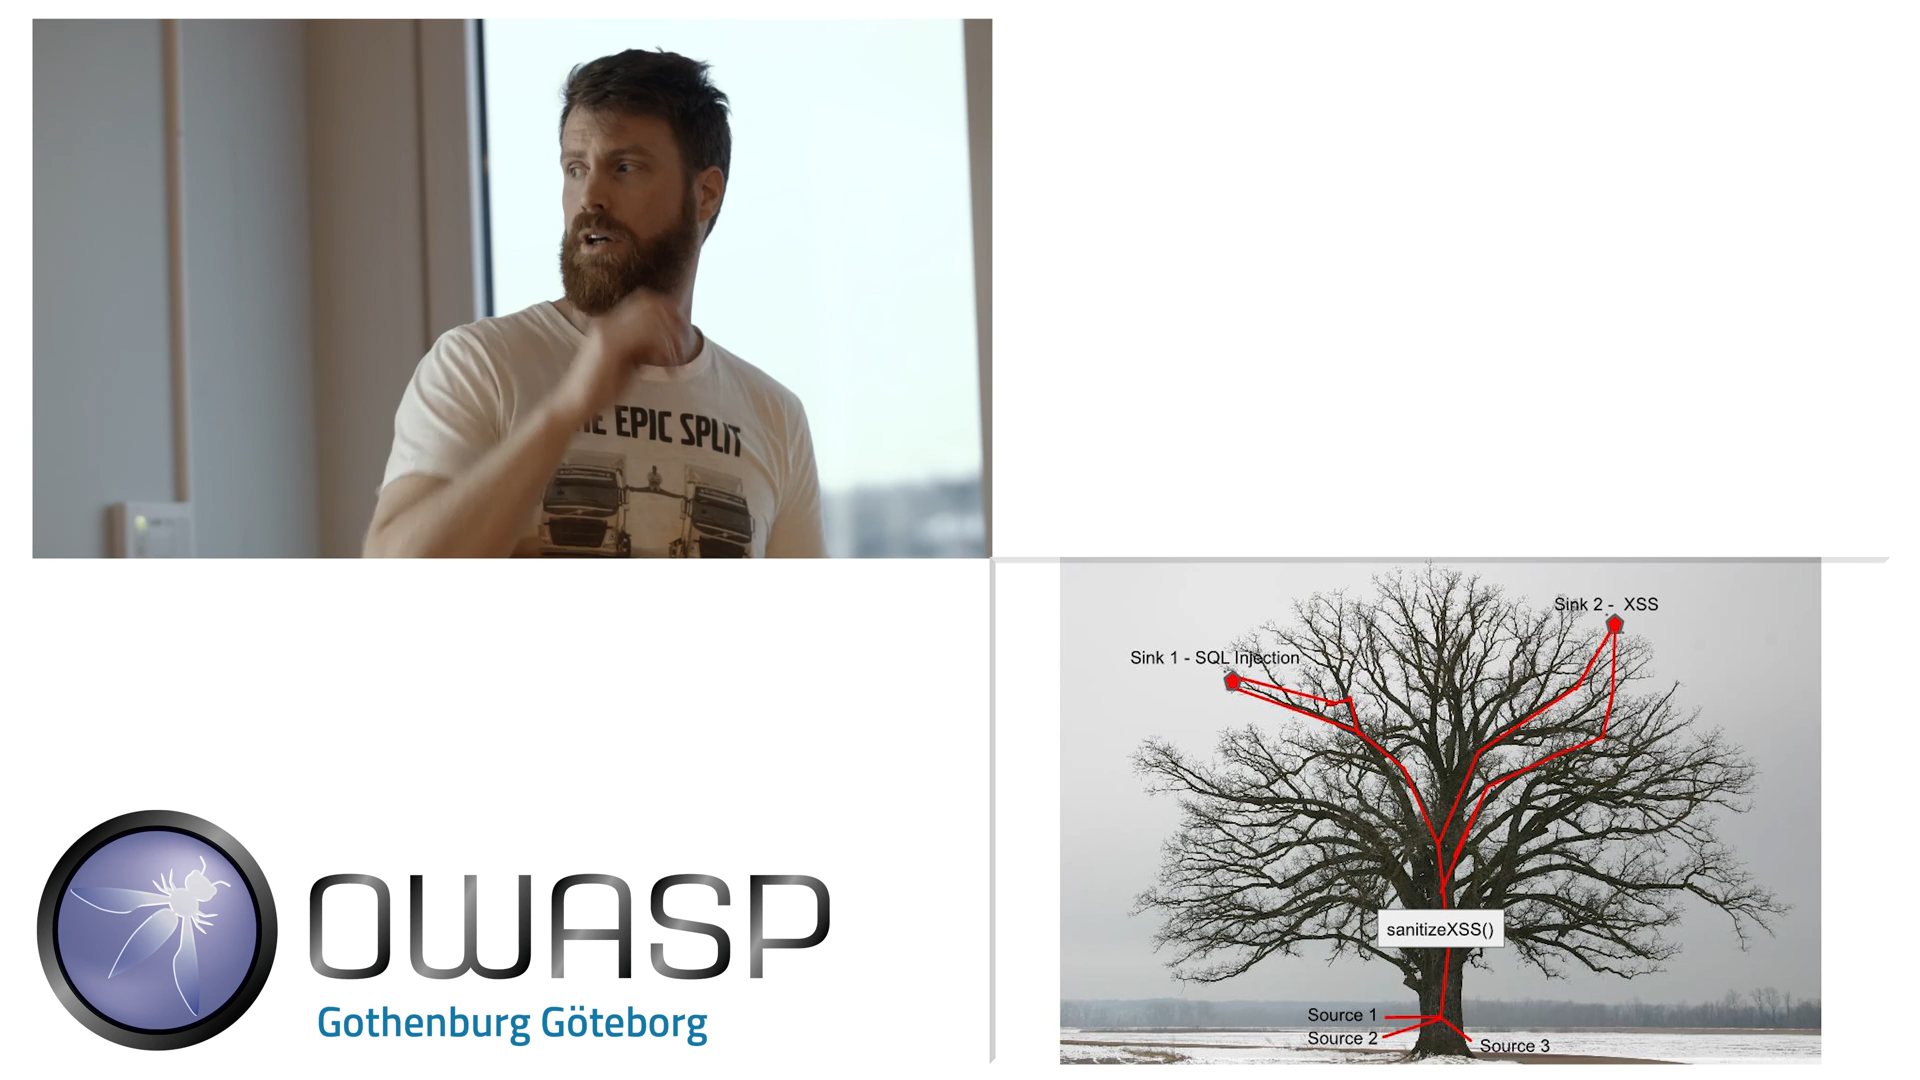 EPIC SPLIT
Sink 2 - XSS
Sink 1 - SQL Injection
sanitizeXSS()
Source 1
Source 2
Source 3
OWASP
Gothenburg Göteborg